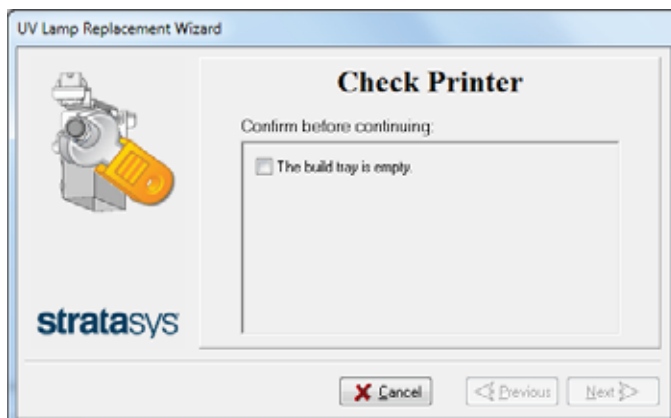 UV Lamp Replacement Wizard
Check Printer
Confirm before continuing:
The build tray is empty.
stratasys
Cancel
Previous
Next